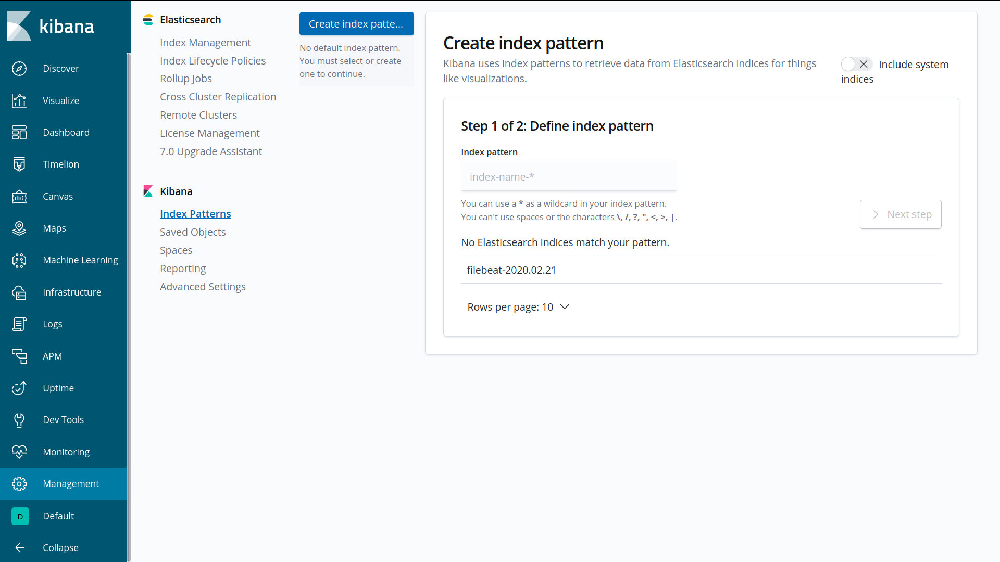 kibana
Discover
Visualize
Dashboard
Timelion
Canvas
Maps
Machine Learning
Infrastructure
Logs
APM
Uptime
Dev Tools
Monitoring
Management
D Default
Collapse
Elasticsearch
Index Management
Index Lifecycle Policies
Rollup Jobs
Cross Cluster Replication
Remote Clusters
License Management
7.0 Upgrade Assistant
Kibana
Index Patterns
Saved Objects
Spaces
Reporting
Advanced Settings
Create index patte...
No default index pattern.
You must select or create
one to continue.
Create index pattern
Kibana uses index patterns to retrieve data from Elasticsearch indices for things
like visualizations.
Include system
indices
Step 1 of 2: Define index pattern
Index pattern
index-name-*
You can use a * as a wildcard in your index pattern.
You can't use spaces or the characters \, /, ?, ", <, >, |.
Next step
No Elasticsearch indices match your pattern.
filebeat-2020.02.21
Rows per page: 10